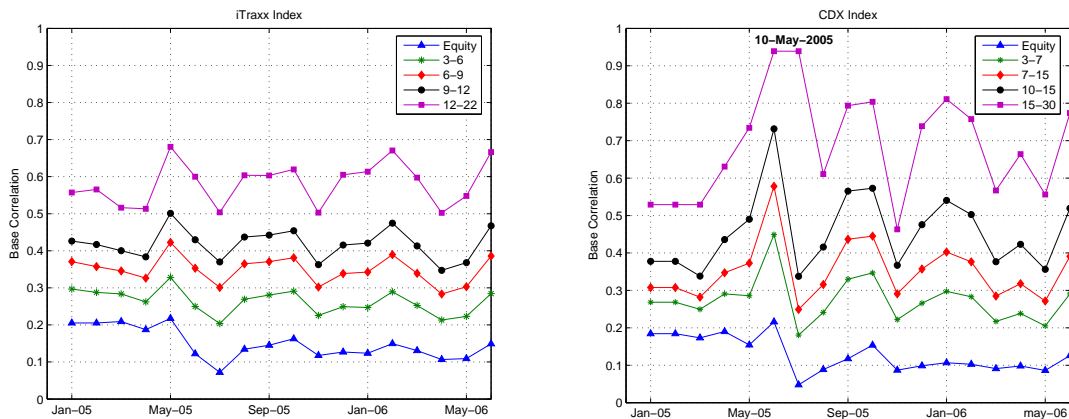 iTraxx Index
1
0.9
0.8
0.7
0.6
0.5
0.4
0.3
0.2
0.1
0
Base Correlation
Jan−05
May−05
Sep−05
Jan−06
May−06
Equity
3−6
6−9
9−12
12−22
CDX Index
10−May−2005
1
0.9
0.8
0.7
0.6
0.5
0.4
0.3
0.2
0.1
0
Base Correlation
Jan−05
May−05
Sep−05
Jan−06
may−06
Equity
3−7
7−15
10−15
15−30